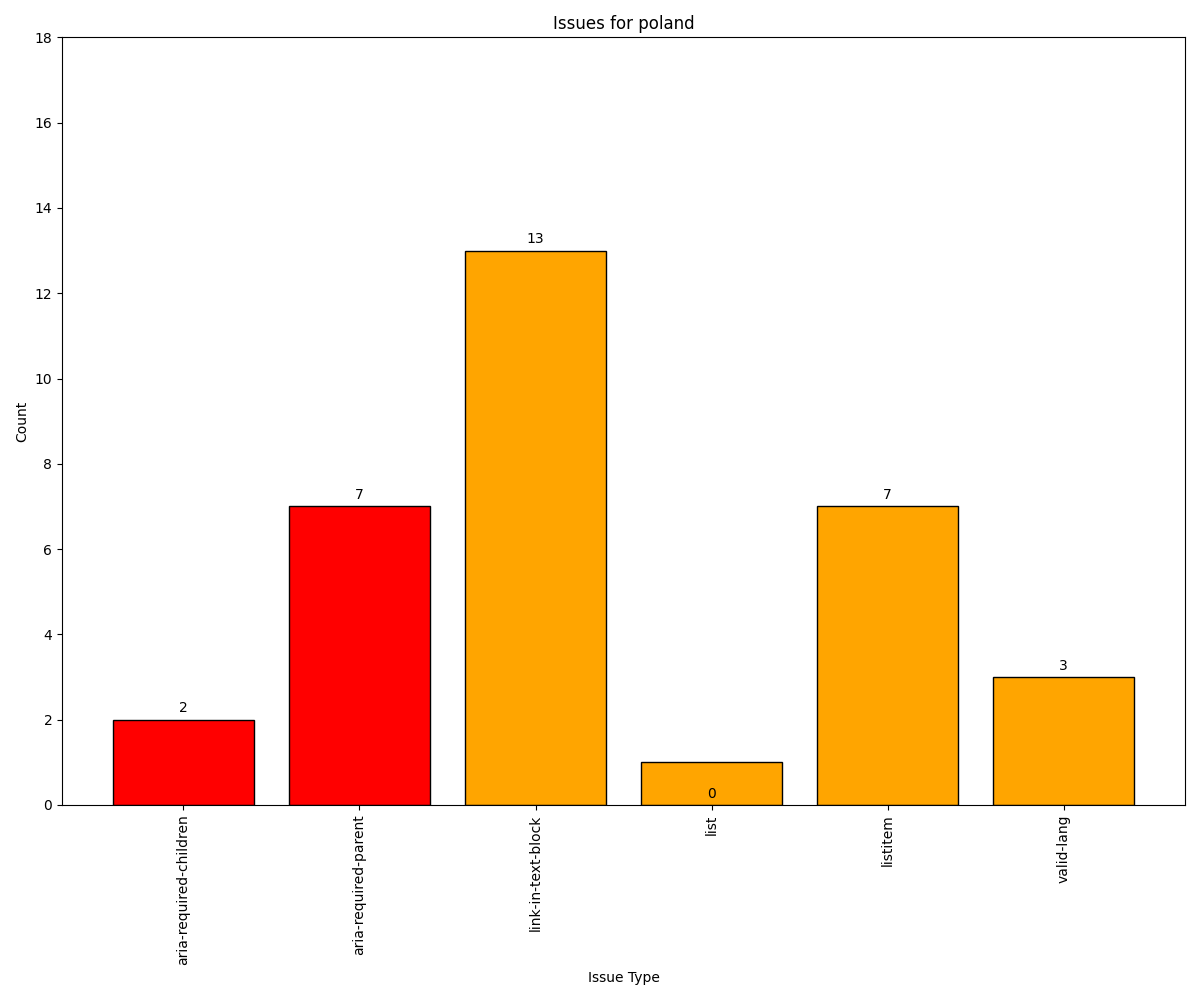 Issues for poland
18
16
14
12
10
8
6
4
2
0
Count
2
7
13
0
7
3
aria-required-children
aria-required-parent
link-in-text-block
list
listitem
valid-lang
Issue Type